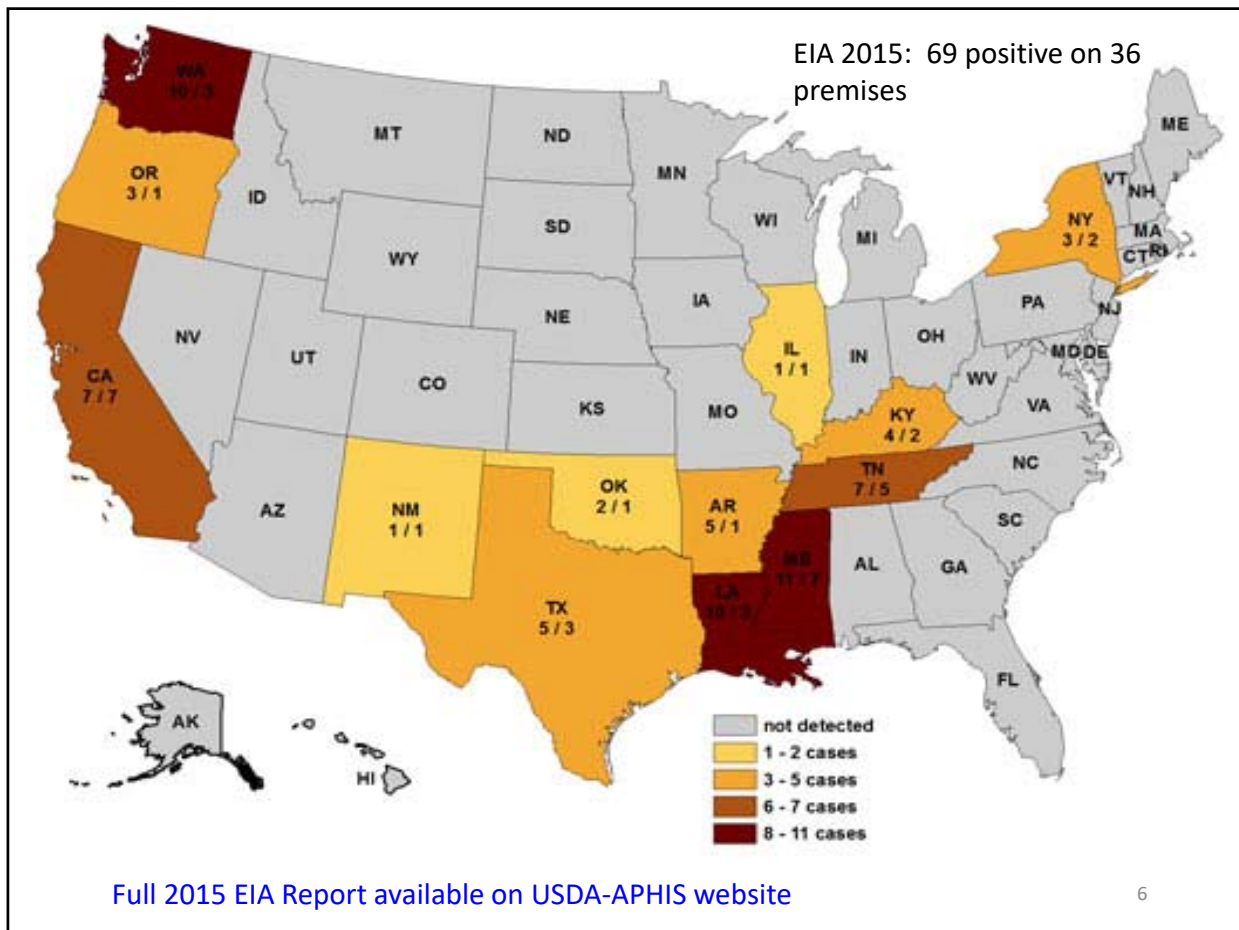 EIA 2015: 69 positive on 36
premises
WA
10 / 3
MT
ND
MN
ME
OR
3 / 1
ID
SD
WI
MI
VT
NH
NY
3 / 2
MA
CT
RI
WY
IA
PA
NJ
NE
NV
UT
CO
IL
1 / 1
IN
OH
MD
DE
WV
VA
CA
7 / 7
KS
MO
KY
4 / 2
NC
TN
7 / 5
AZ
NM
1 / 1
OK
2 / 1
AR
5 / 1
SC
MS
11 / 7
AL
GA
LA
10 / 2
TX
5 / 3
FL
AK
HI
not detected
1 - 2 cases
3 - 5 cases
6 - 7 cases
8 - 11 cases
Full 2015 EIA Report available on USDA-APHIS website
6